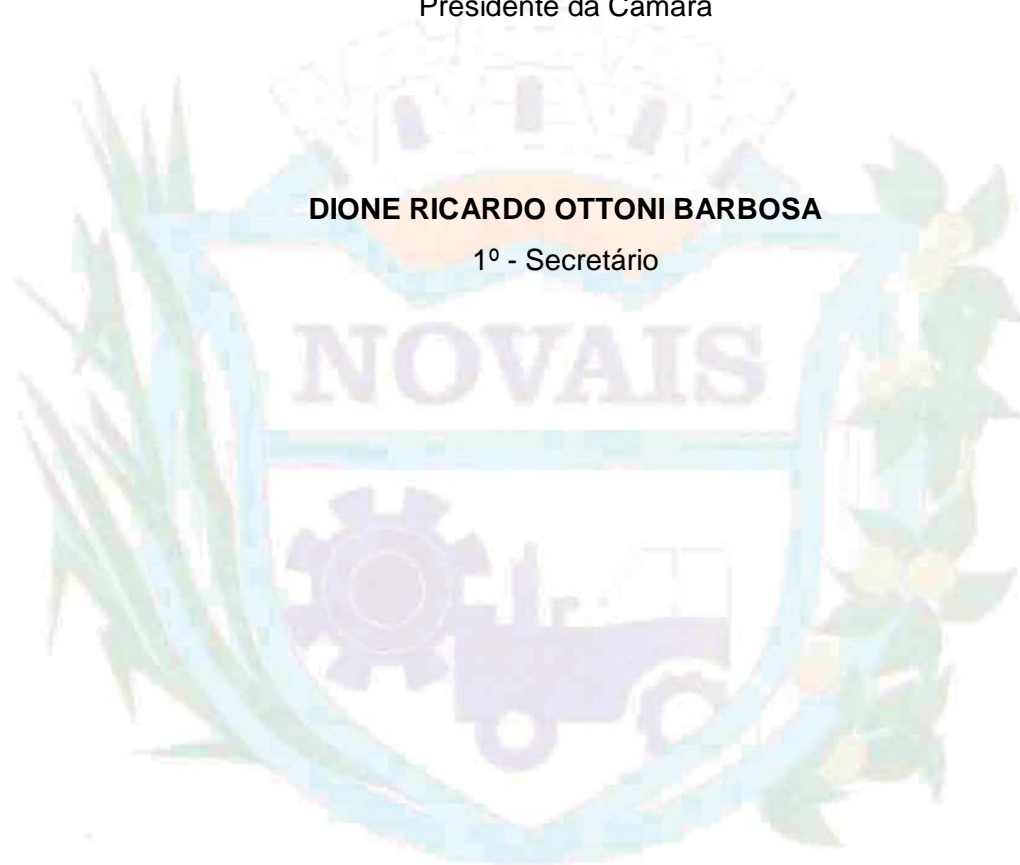 Presidente da Câmara
DIONE RICARDO OTTONI BARBOSA
1º - Secretário
NOVAIS